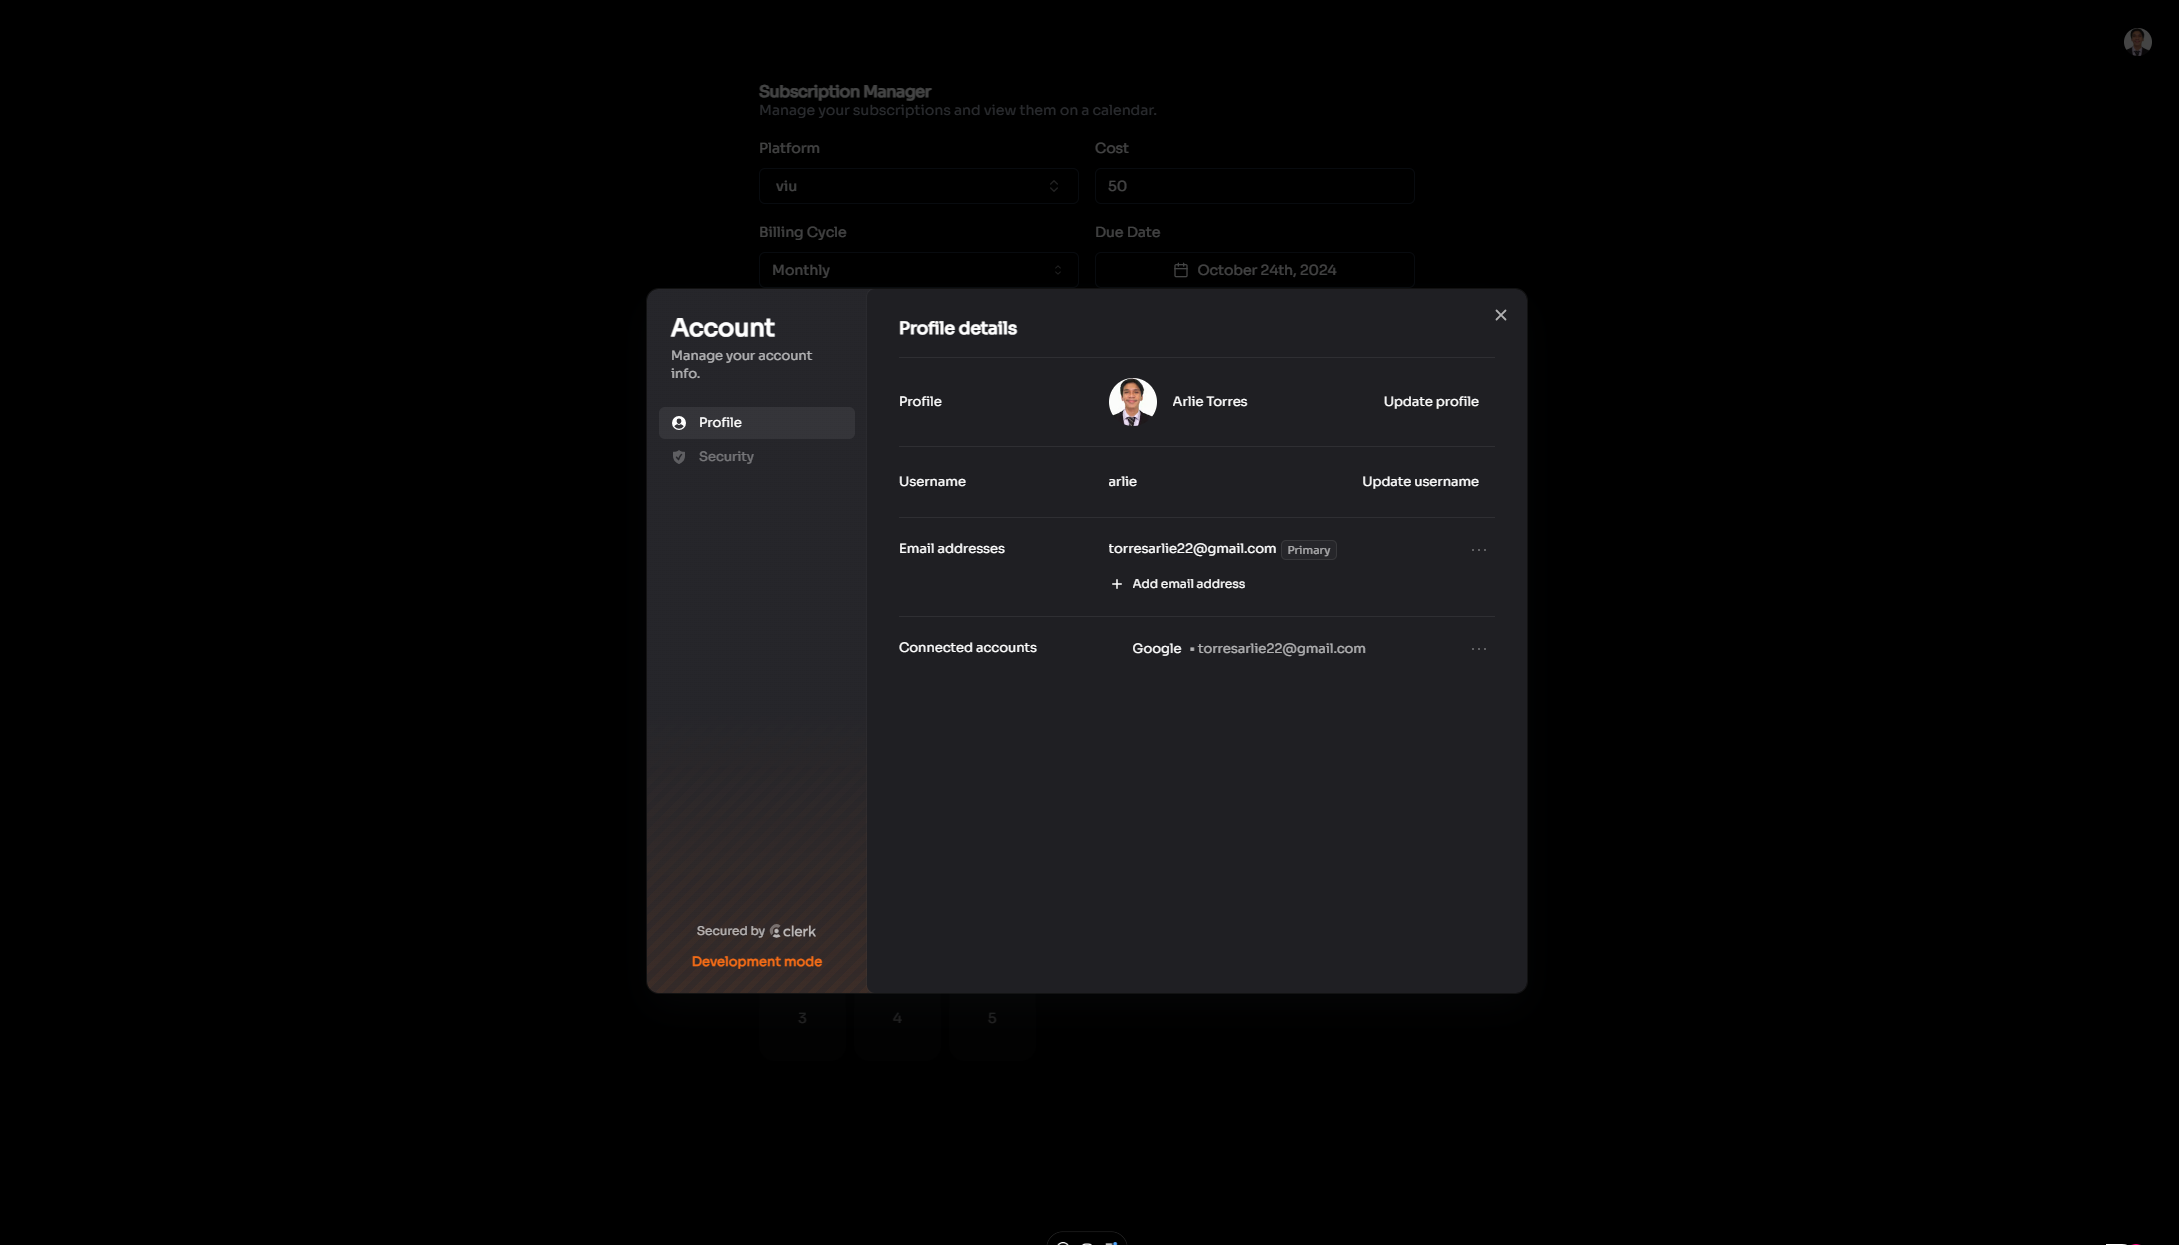 Subscription Manager
Manage your subscriptions and view them on a calendar.
Platform
Cost
viu
50
Billing Cycle
Due Date
Monthly
October 24th, 2024
Account
Manage your account
info.
Profile
Security
Secured by clerk
Development mode
Profile details
Profile
Arlie Torres
Update profile
Username
arlie
Update username
Email addresses
torresarlie22@gmail.com Primary
...
+ Add email address
Connected accounts
Google • torresarlie22@gmail.com
...
3
4
5